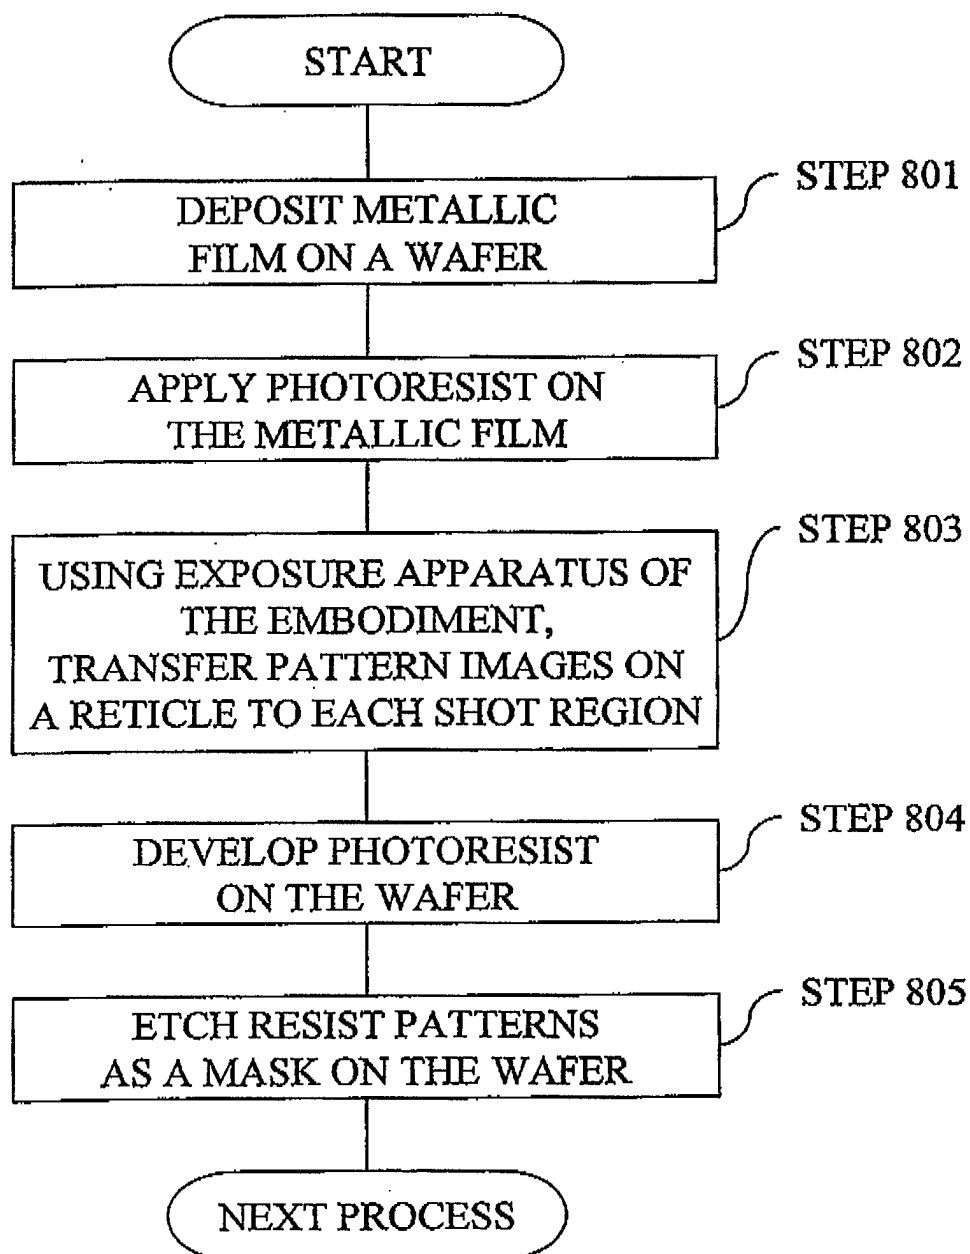 START
STEP 801
DEPOSIT METALLIC
FILM ON A WAFER
STEP 802
APPLY PHOTORESIST ON
THE METALLIC FILM
STEP 803
USING EXPOSURE APPARATUS OF
THE EMBODIMENT,
TRANSFER PATTERN IMAGES ON
A RETICLE TO EACH SHOT REGION
STEP 804
DEVELOP PHOTORESIST
ON THE WAFER
STEP 805
ETCH RESIST PATTERNS
AS A MASK ON THE WAFER
NEXT PROCESS